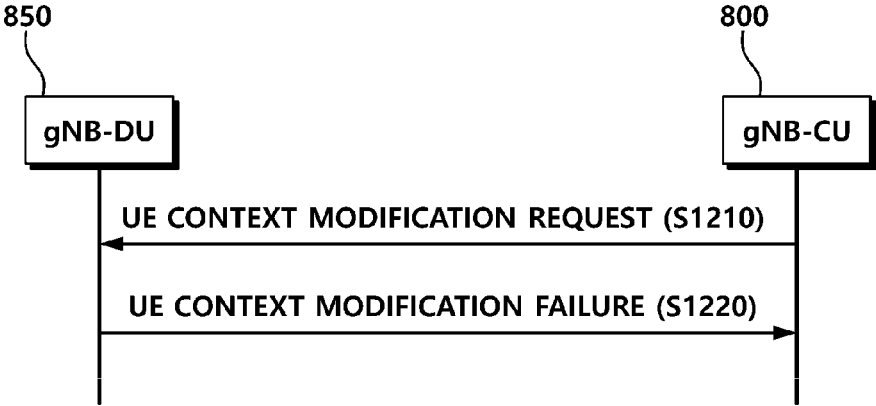 850
800
gNB-DU
gNB-CU
UE CONTEXT MODIFICATION REQUEST (S1210)
UE CONTEXT MODIFICATION FAILURE (S1220)